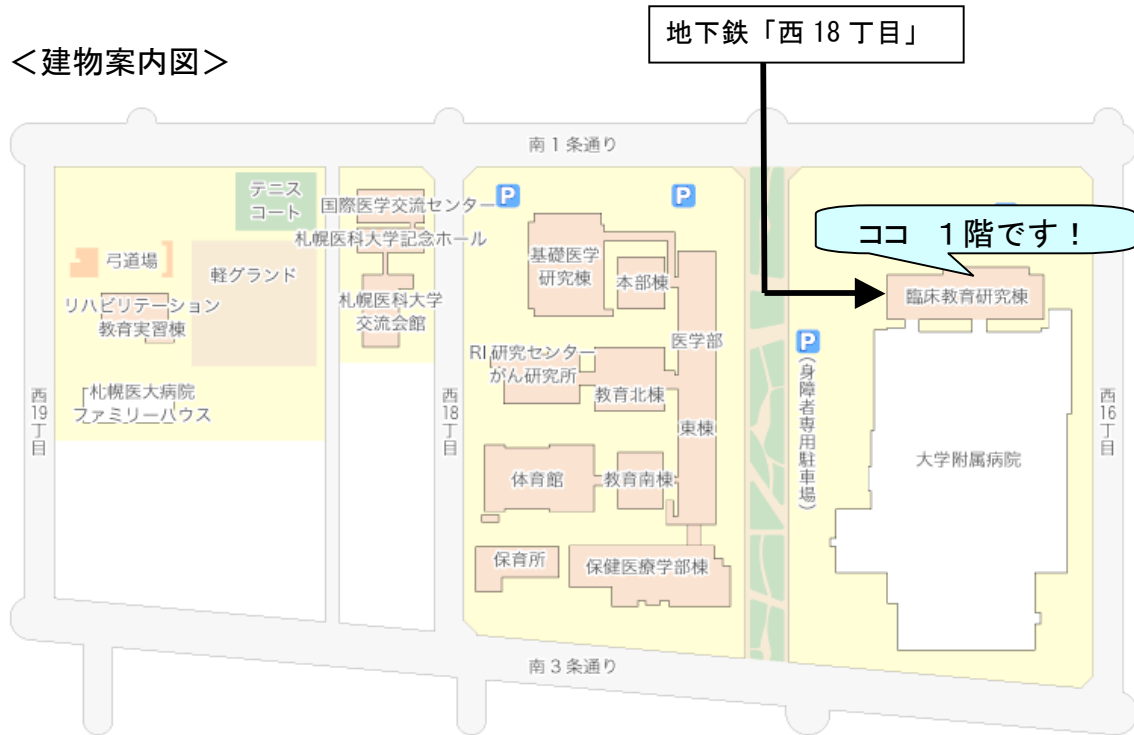 <建物案内図>
地下鉄「西 18 丁目」
南1条通り
テニス
コート
国際医学交流センター
P
P
札幌医科大学記念ホール
ココ 1階です！
弓道場
軽グランド
基礎医学
研究棟
本部棟
臨床教育研究棟
リハビリテーション
教育実習棟
札幌医科大学
交流会館
医学部
P
(身障者専用駐車場)
RI研究センター
がん研究所
教育北棟
札幌医大病院
ファミリーハウス
西19丁目
西18丁目
東棟
西16丁目
大学附属病院
体育館
教育南棟
保育所
保健医療学部棟
南3条通り